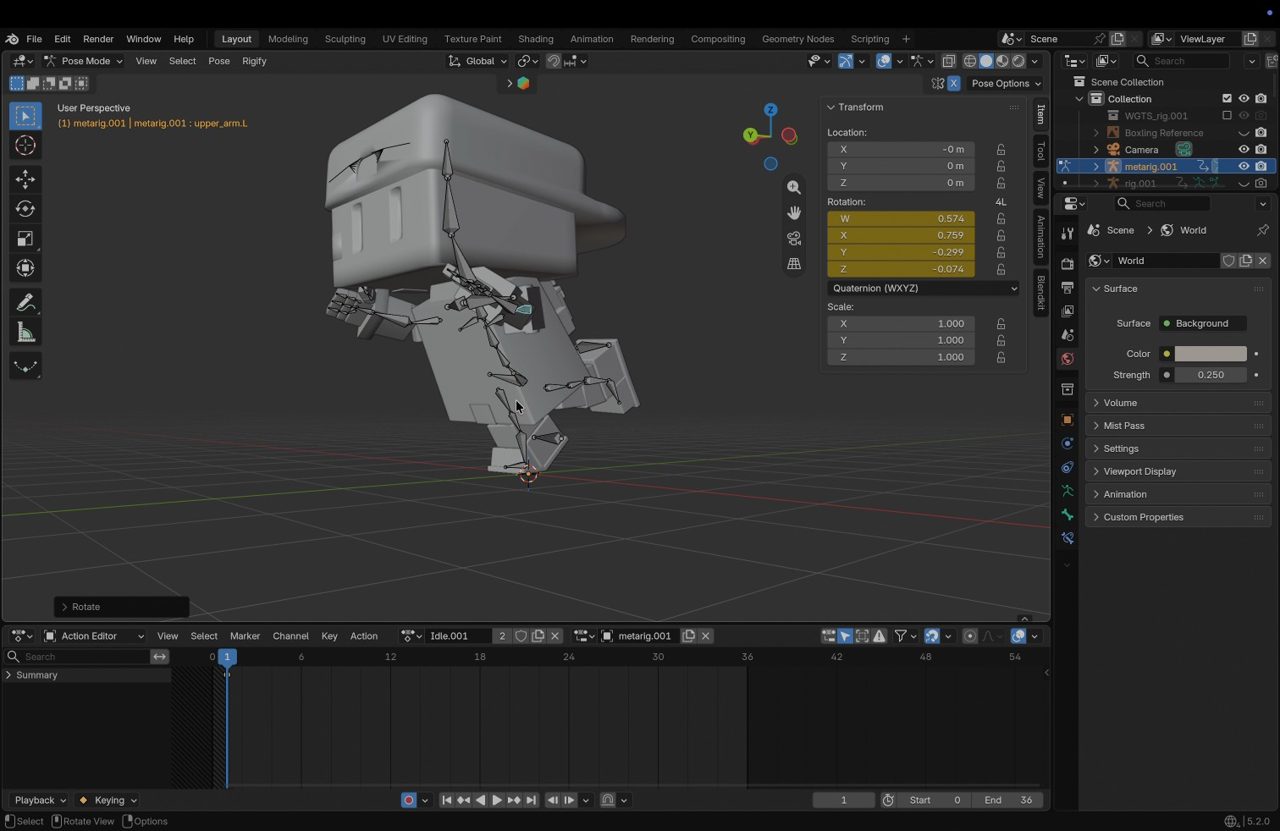 File Edit Render Window Help Layout Modeling Sculpting UV Editing Texture Paint Shading Animation Rendering Compositing Geometry Nodes Scripting + Scene ViewLayer
Pose Mode View Select Pose Rigify Global Search
X Pose Options
Scene Collection
Collection
WGTS_rig.001
Boxling Reference
Camera
metarig.001
rig.001
User Perspective
(1) metarig.001 | metarig.001 : upper_arm.L
Z
Y
Transform
Location:
X -0 m
Y 0 m
Z 0 m
Rotation: 4L
W 0.574
X 0.759
Y -0.299
Z -0.074
Quaternion (WXYZ)
Scale:
X 1.000
Y 1.000
Z 1.000
Item
Tool
View
Animation
Blendkit
Search
Scene World
World
Surface
Surface Background
Color
Strength 0.250
Volume
Mist Pass
Settings
Viewport Display
Animation
Custom Properties
Rotate
Action Editor View Select Marker Channel Key Action Idle.001 2 metarig.001
Search 0 1 6 12 18 24 30 36 42 48 54
Summary
Playback Keying 1 Start 0 End 36
Select Rotate View Options 5.2.0